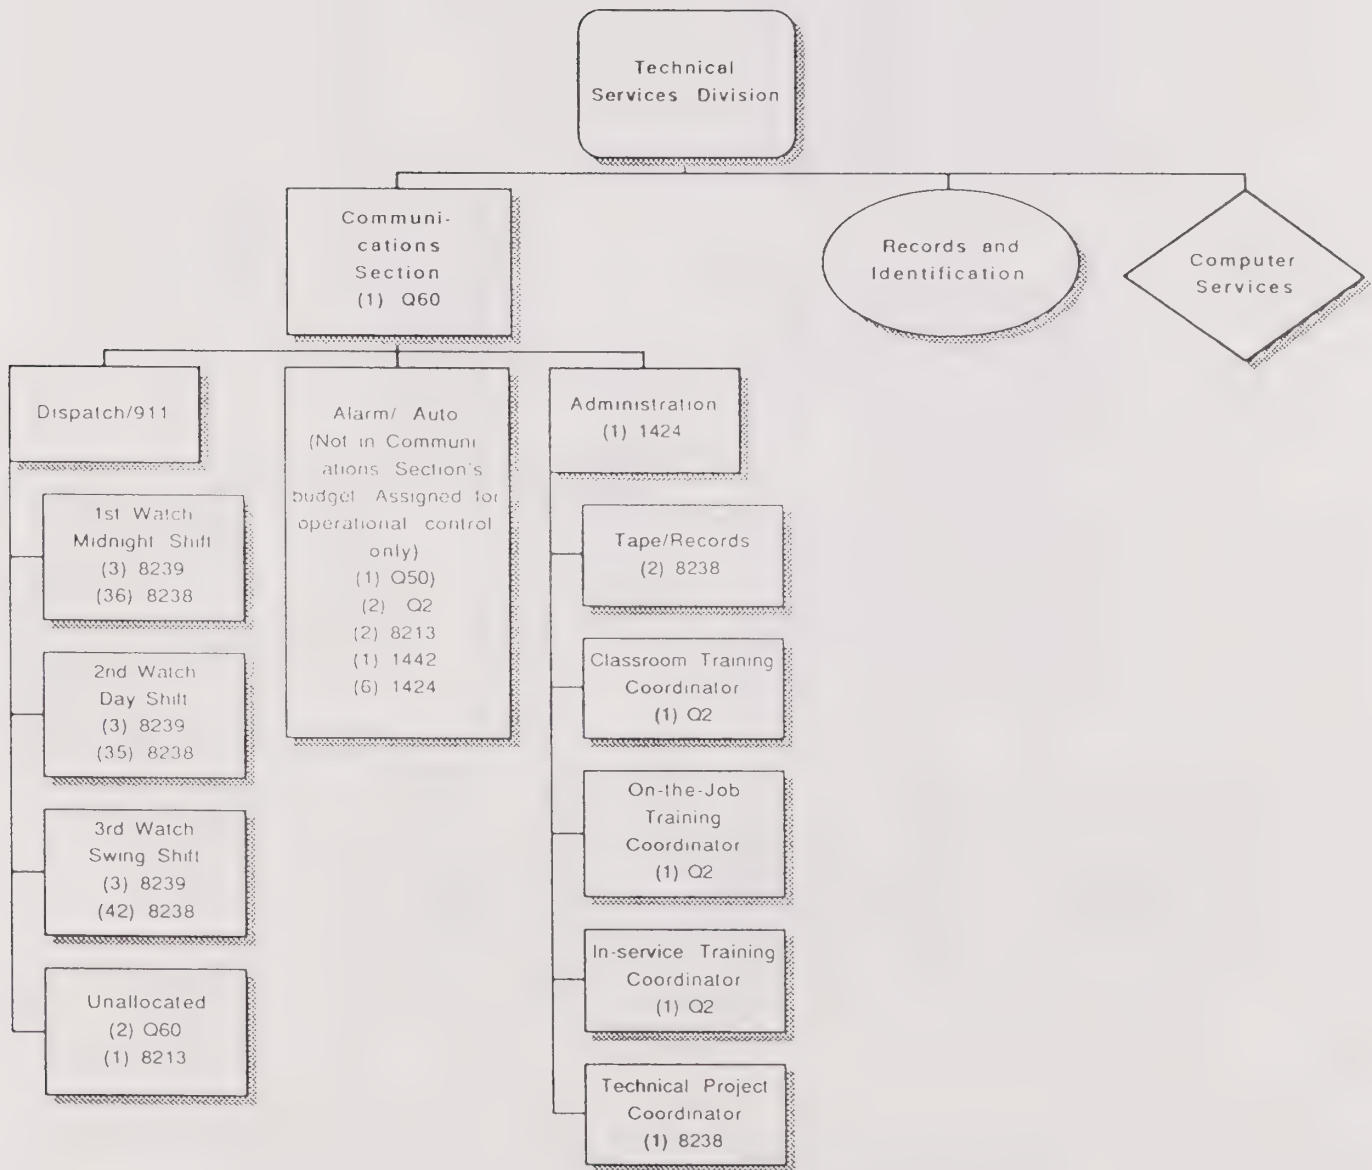 Technical
Services Division
Communi-
cations
Section
(1) Q60
Records and
Identification
Computer
Services
Dispatch/911
1st Watch
Midnight Shift
(3) 8239
(36) 8238
2nd Watch
Day Shift
(3) 8239
(35) 8238
3rd Watch
Swing Shift
(3) 8239
(42) 8238
Unallocated
(2) Q60
(1) 8213
Alarm/ Auto
(Not in Communi
ations Section's
budget. Assigned for
operational control
only)
(1) Q50)
(2) Q2
(2) 8213
(1) 1442
(6) 1424
Administration
(1) 1424
Tape/Records
(2) 8238
Classroom Training
Coordinator
(1) Q2
On-the-Job
Training
Coordinator
(1) Q2
In-service Training
Coordinator
(1) Q2
Technical Project
Coordinator
(1) 8238